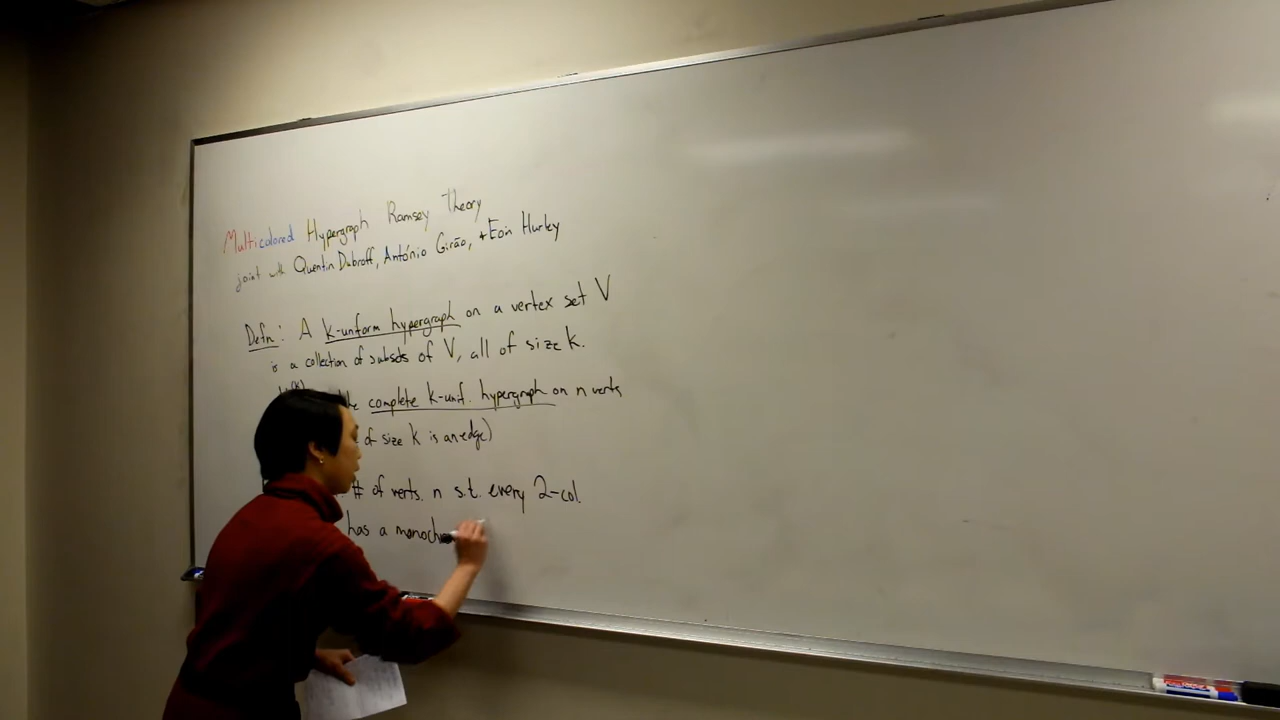 Multicolored Hypergraph Ramsey Theory
joint with Quentin Dubroff, António Girão, + Eoin Hurley
Defn: A k-uniform hypergraph on a vertex set V
is a collection of subsets of V, all of size k.
complete k-unif. hypergraph on n verts
of size k is an edge)
# of verts. n s.t. every 2-col.
has a monoch